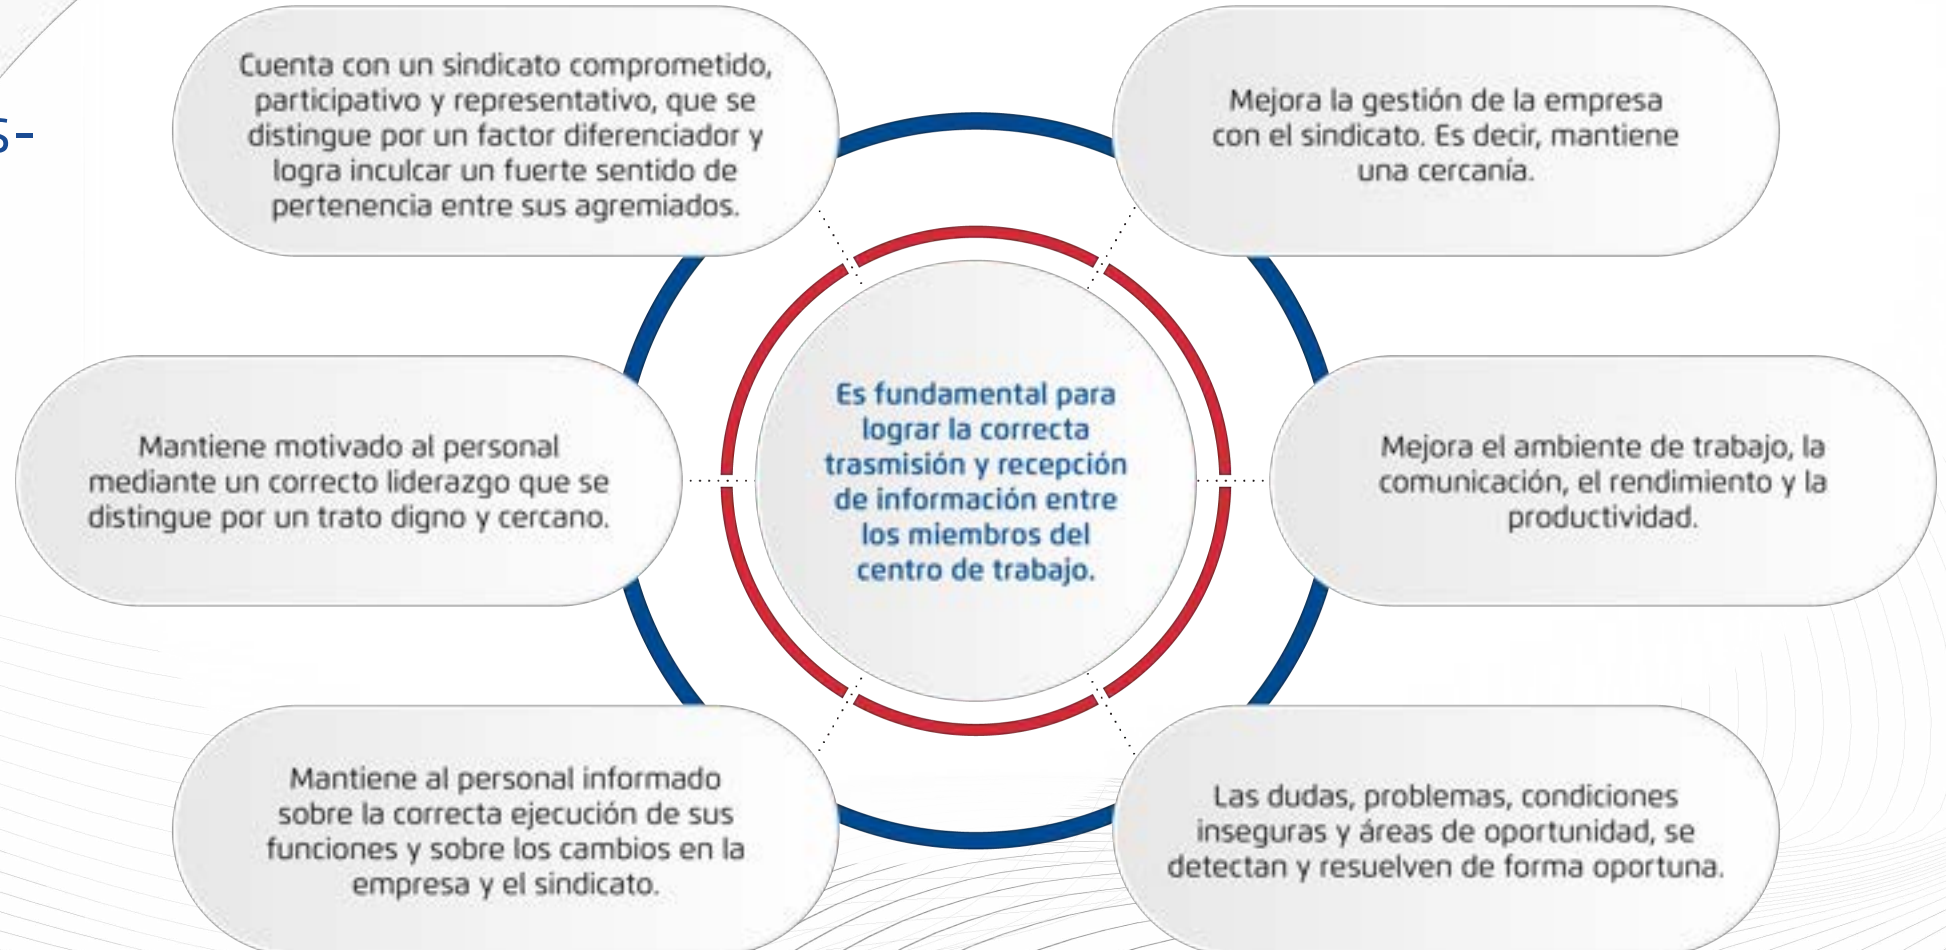 s-
Cuenta con un sindicato comprometido,
participativo y representativo, que se
distingue por un factor diferenciador y
logra inculcar un fuerte sentido de
pertenencia entre sus agremiados.
Mejora la gestión de la empresa
con el sindicato. Es decir, mantiene
una cercanía.
Mantiene motivado al personal
mediante un correcto liderazgo que se
distingue por un trato digno y cercano.
Es fundamental para
lograr la correcta
trasmisión y recepción
de información entre
los miembros del
centro de trabajo.
Mejora el ambiente de trabajo, la
comunicación, el rendimiento y la
productividad.
Mantiene al personal informado
sobre la correcta ejecución de sus
funciones y sobre los cambios en la
empresa y el sindicato.
Las dudas, problemas, condiciones
inseguras y áreas de oportunidad, se
detectan y resuelven de forma oportuna.